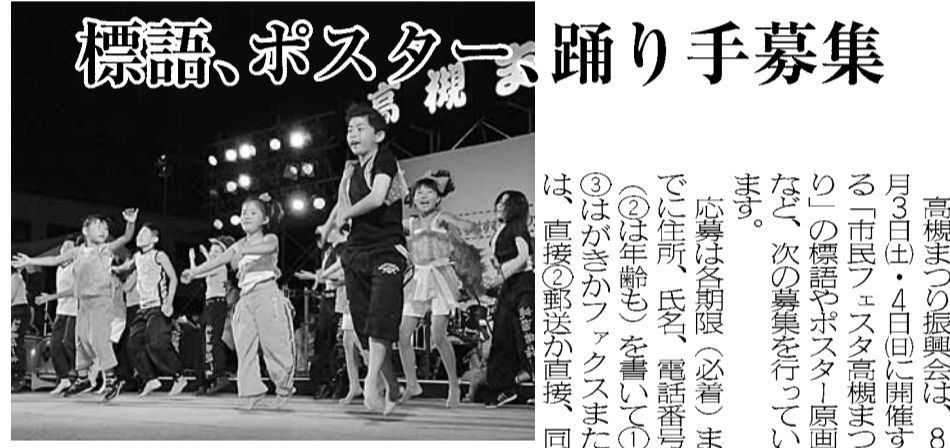 標語、ポスター、踊り手募集
高槻ま
高槻まつり振興会は、8
月3日㈯・4日㈰に開催す
る「市民フェスタ高槻まつ
り」の標語やポスター原画
など、次の募集を行ってい
ます。
応募は各期限（必着）ま
でに住所、氏名、電話番号
（②は年齢も）を書いて①
③はがきかファクスまた
は、直接②郵送か直接、同